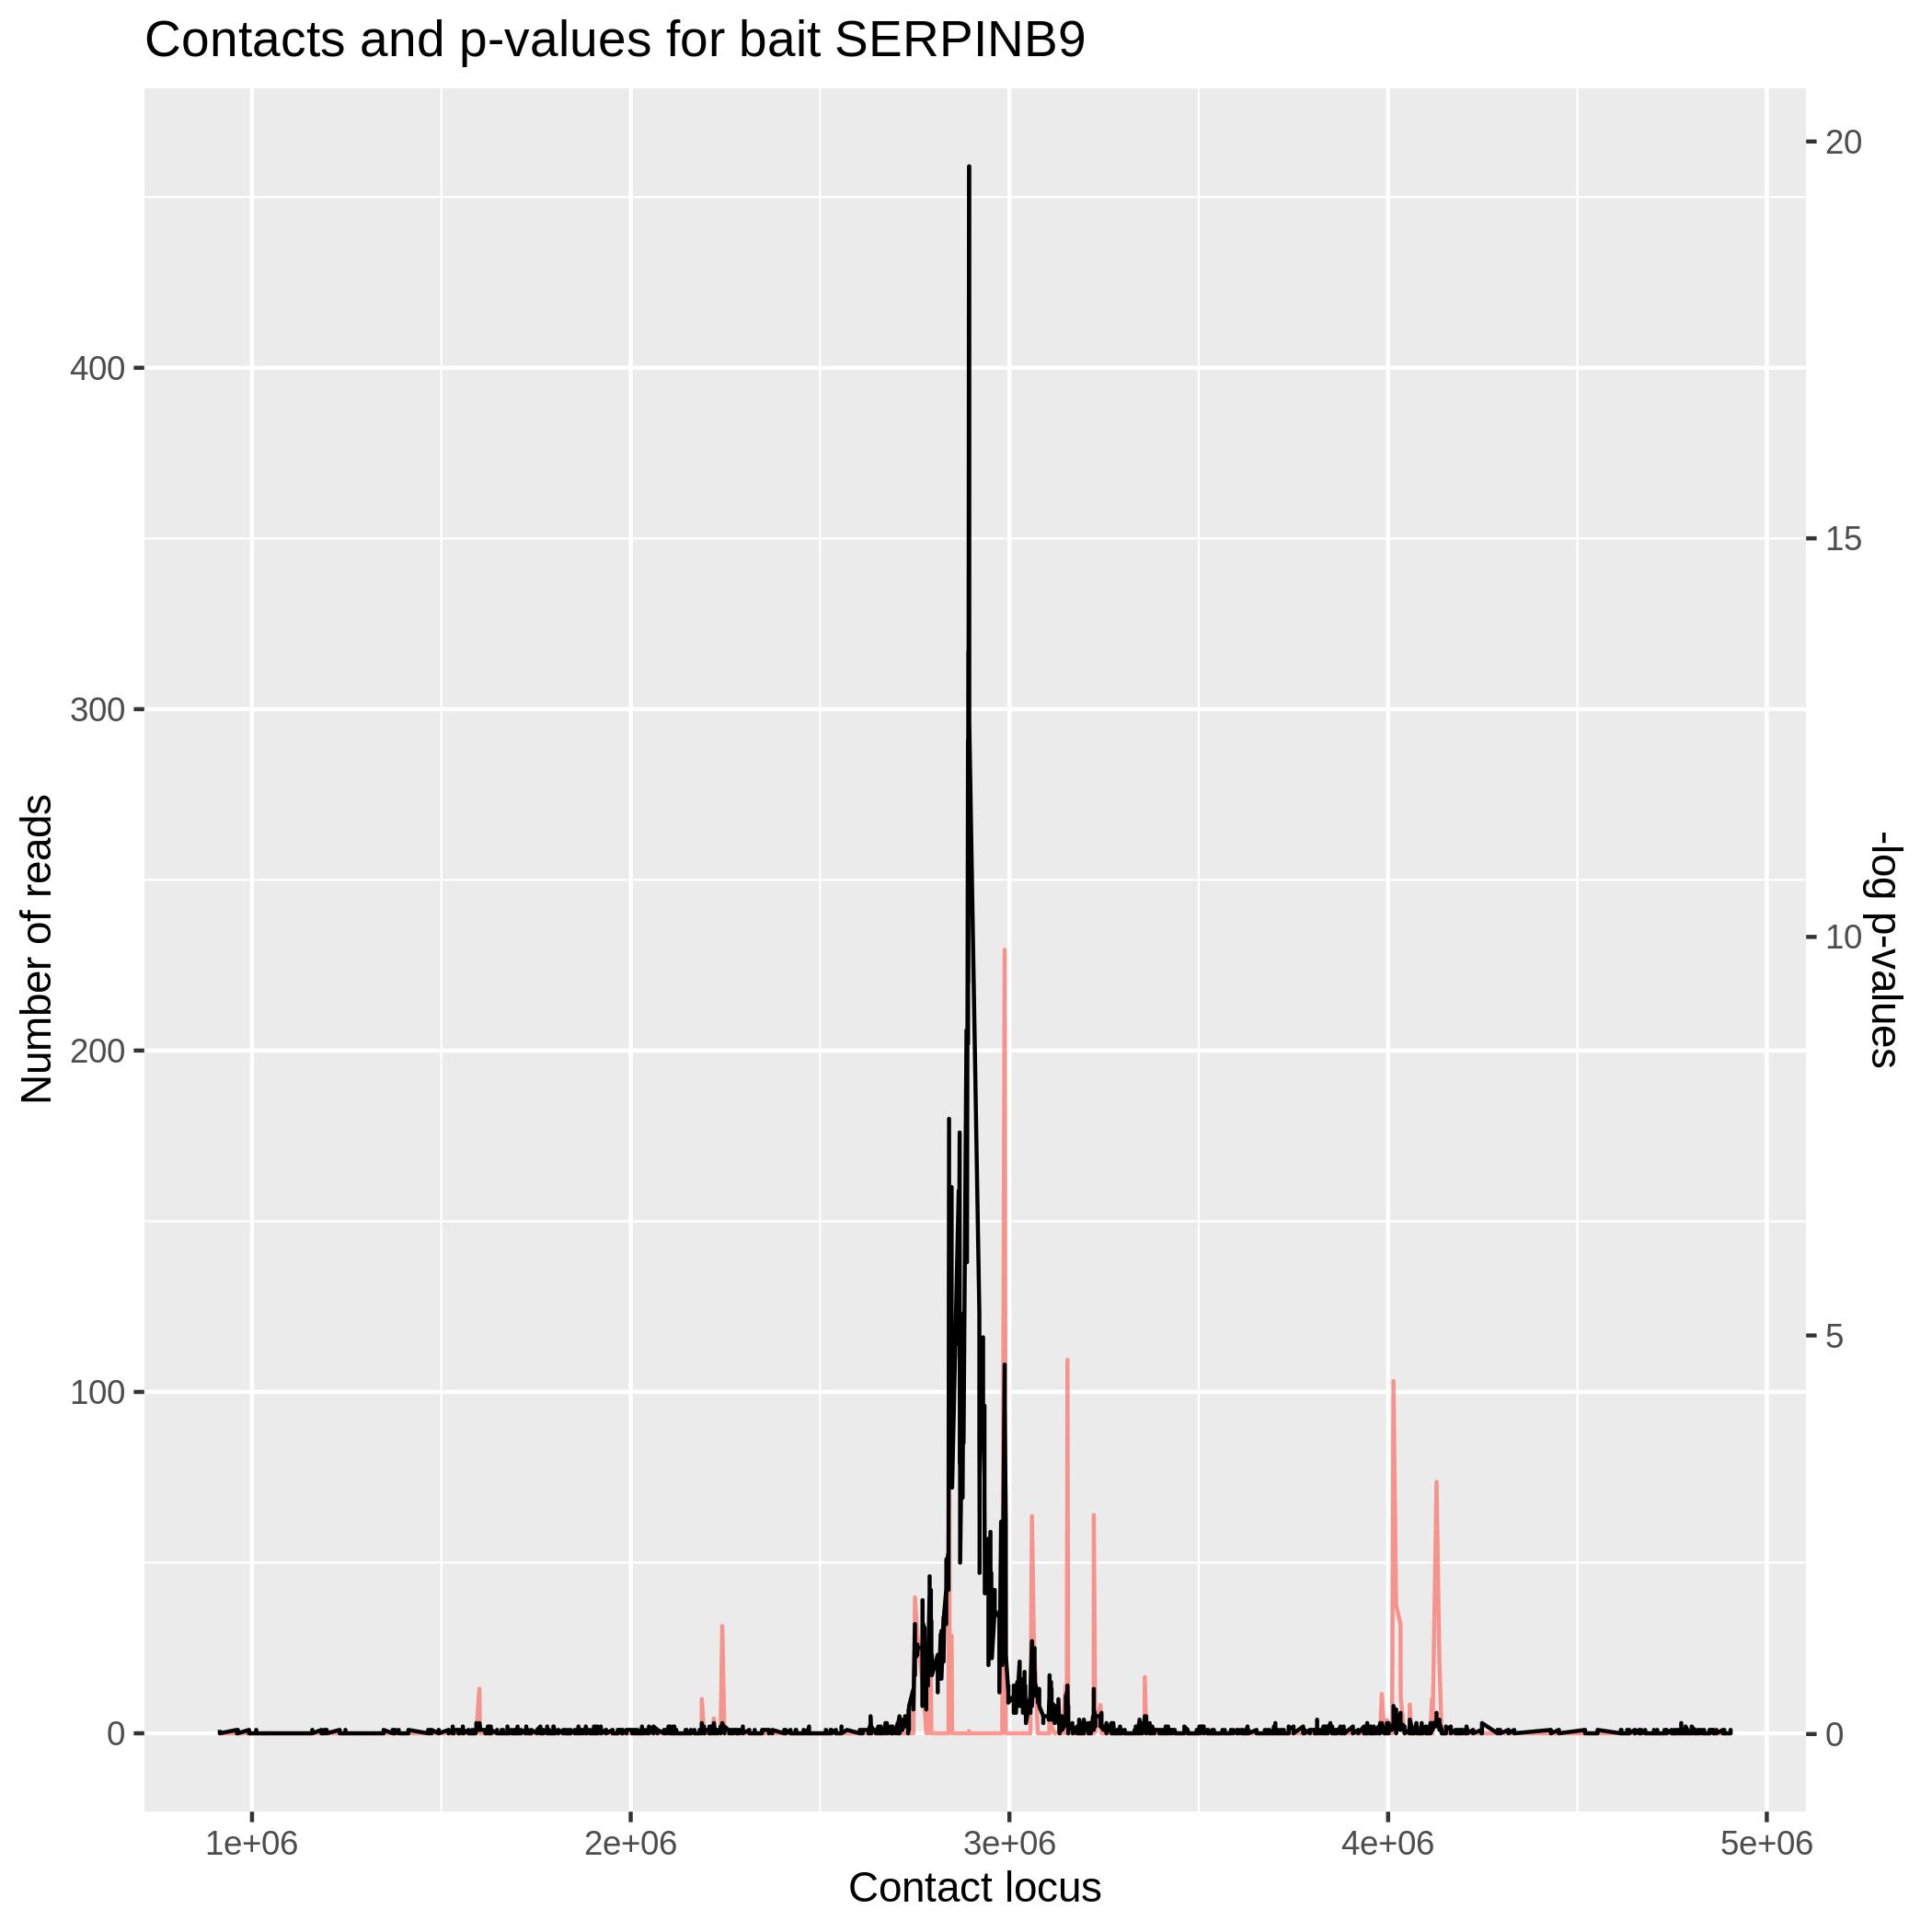 Contacts and p-values for bait SERPINB9
Number of reads
400
300
200
100
0
20
15
10
5
0
-log p-values
1e+06
2e+06
3e+06
4e+06
5e+06
Contact locus